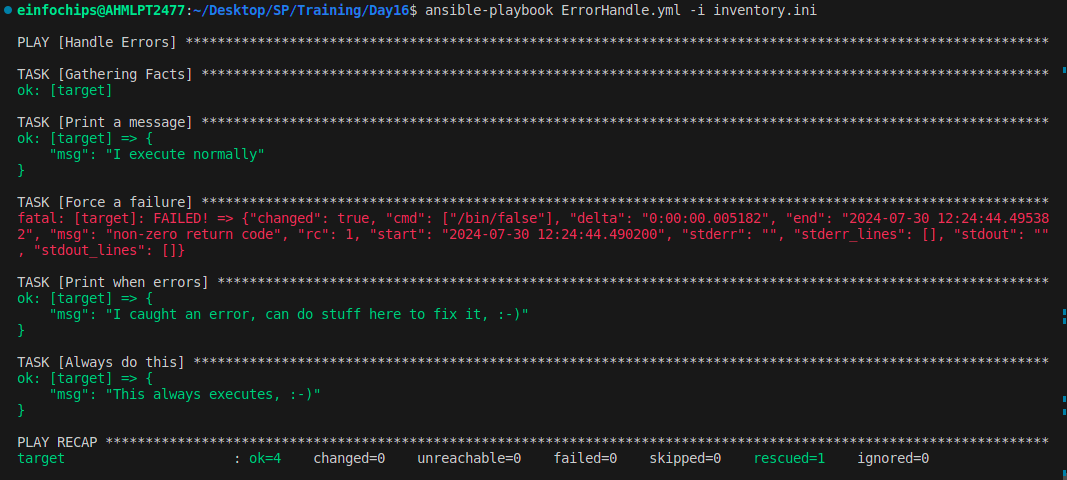 einfochips@AHMLPT2477:~/Desktop/SP/Training/Day16$ ansible-playbook ErrorHandle.yml -i inventory.ini
PLAY [Handle Errors] ************************************************************************************************************
TASK [Gathering Facts] **********************************************************************************************************
ok: [target]
TASK [Print a message] **********************************************************************************************************
ok: [target] => {
    "msg": "I execute normally"
}
TASK [Force a failure] **********************************************************************************************************
fatal: [target]: FAILED! => {"changed": true, "cmd": ["/bin/false"], "delta": "0:00:00.005182", "end": "2024-07-30 12:24:44.49538
2", "msg": "non-zero return code", "rc": 1, "start": "2024-07-30 12:24:44.490200", "stderr": "", "stderr_lines": [], "stdout": ""
, "stdout_lines": []}
TASK [Print when errors] ********************************************************************************************************
ok: [target] => {
    "msg": "I caught an error, can do stuff here to fix it, :-)"
}
TASK [Always do this] ***********************************************************************************************************
ok: [target] => {
    "msg": "This always executes, :-)"
}
PLAY RECAP **********************************************************************************************************************
target                     : ok=4    changed=0    unreachable=0    failed=0    skipped=0    rescued=1    ignored=0